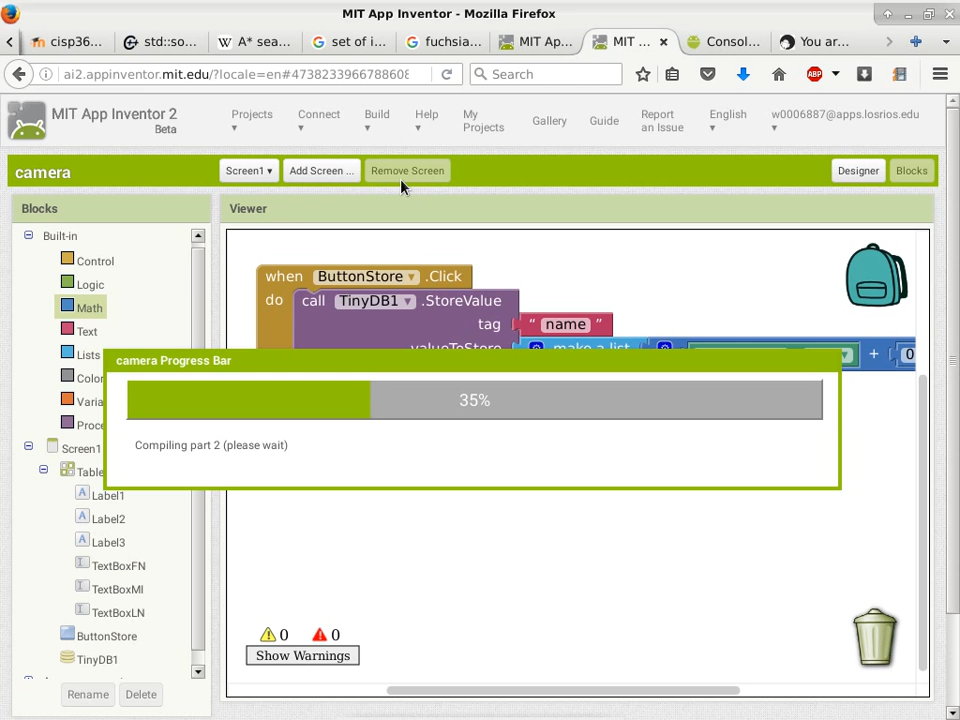 MIT App Inventor - Mozilla Firefox
cisp36...
std::so...
W A* sea...
G set of i...
G fuchsia...
MIT Ap...
MIT ...
Consol...
You ar...
ai2.appinventor.mit.edu/?locale=en#473823396678860
Search
ABP
MIT App Inventor 2
Beta
Projects
Connect
Build
Help
My Projects
Gallery
Guide
Report an Issue
English
w0006887@apps.losrios.edu
camera
Screen1
Add Screen ...
Remove Screen
Designer
Blocks
Blocks
Viewer
Built-in
Control
Logic
Math
Text
Lists
Color
Varia
Proce
Screen1
Table
Label1
Label2
Label3
TextBoxFN
TextBoxMI
TextBoxLN
ButtonStore
TinyDB1
Rename
Delete
when ButtonStore .Click
do call TinyDB1 .StoreValue
tag “ name ”
valueToStore make a list + 0
camera Progress Bar
35%
Compiling part 2 (please wait)
0 0
Show Warnings